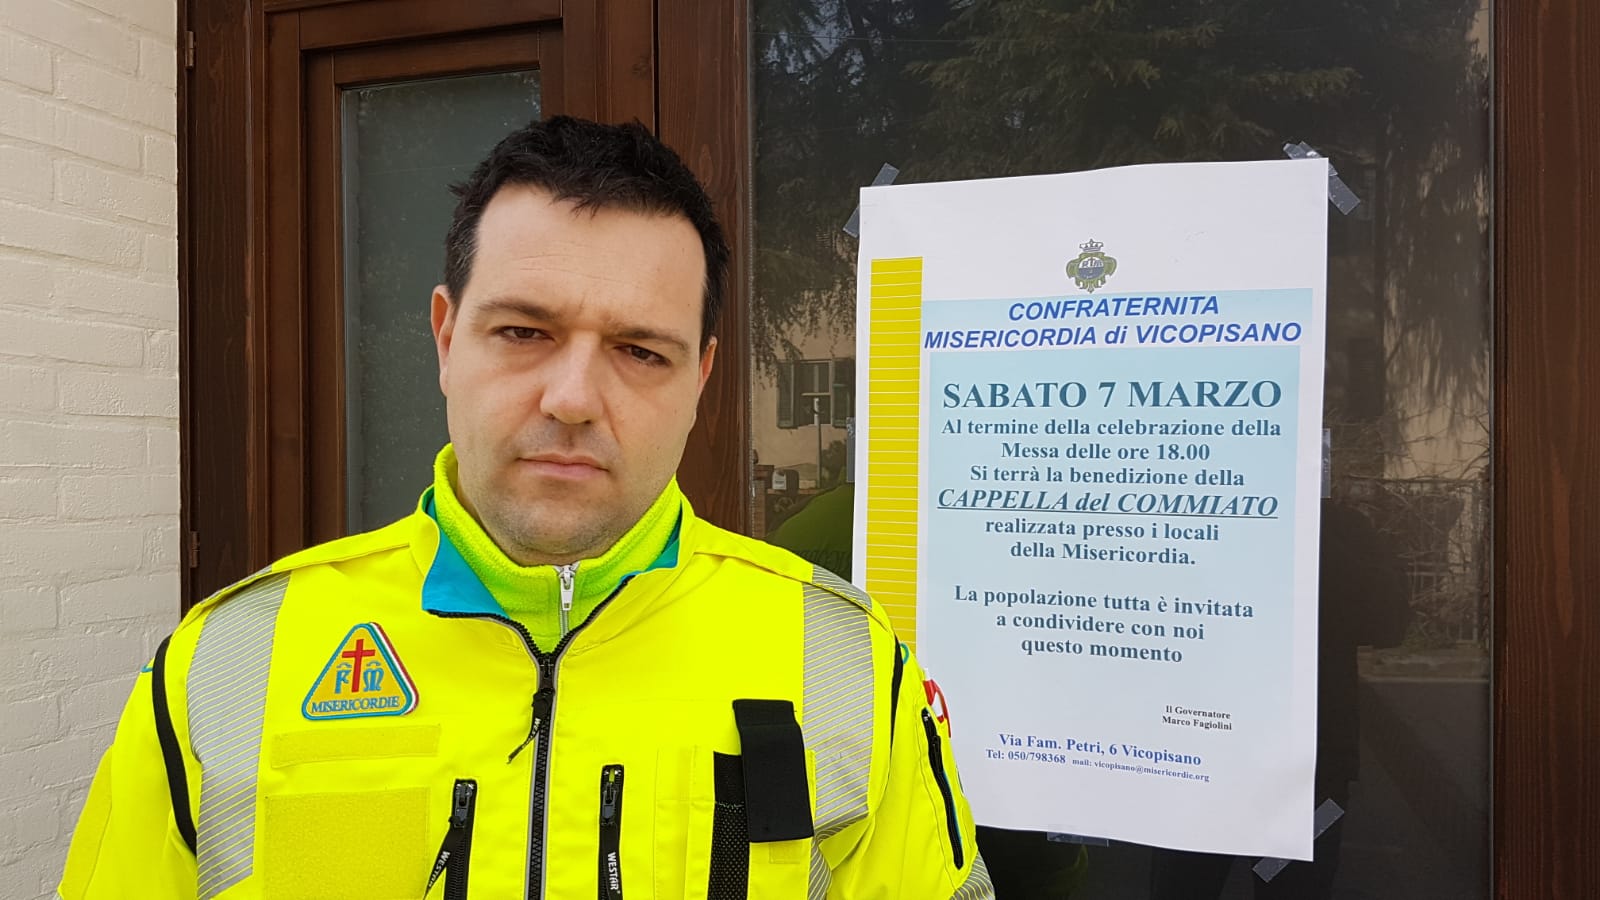 CONFRATERNITA
MISERICORDIA di VICOPISANO
SABATO 7 MARZO
Al termine della celebrazione della
Messa delle ore 18.00
Si terrà la benedizione della
CAPPELLA del COMMIATO
realizzata presso i locali
della Misericordia.
La popolazione tutta è invitata
a condividere con noi
questo momento
Il Governatore
Marco Fagiolini
Via Fam. Petri, 6 Vicopisano
Tel: 050/798368 mail: vicopisano@misericordie.org
MISERICORDIE
WESTAR
WESTAR